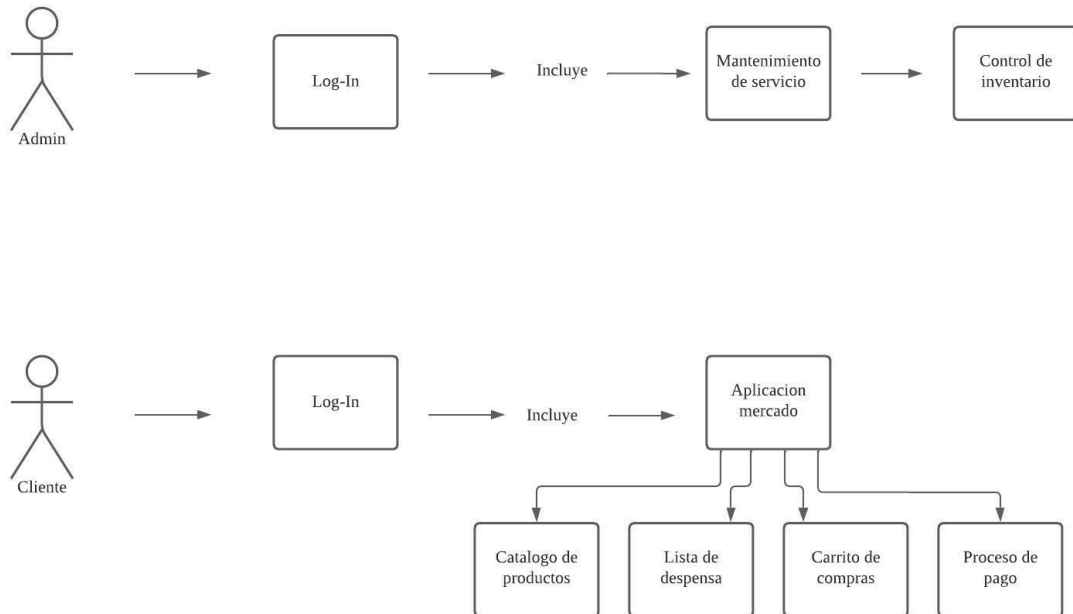 Log-In
Incluye
Mantenimiento
de servicio
Control de
inventario
Admin
Log-In
Incluye
Aplicacion
mercado
Cliente
Catalogo de
productos
Lista de
despensa
Carrito de
compras
Proceso de
pago